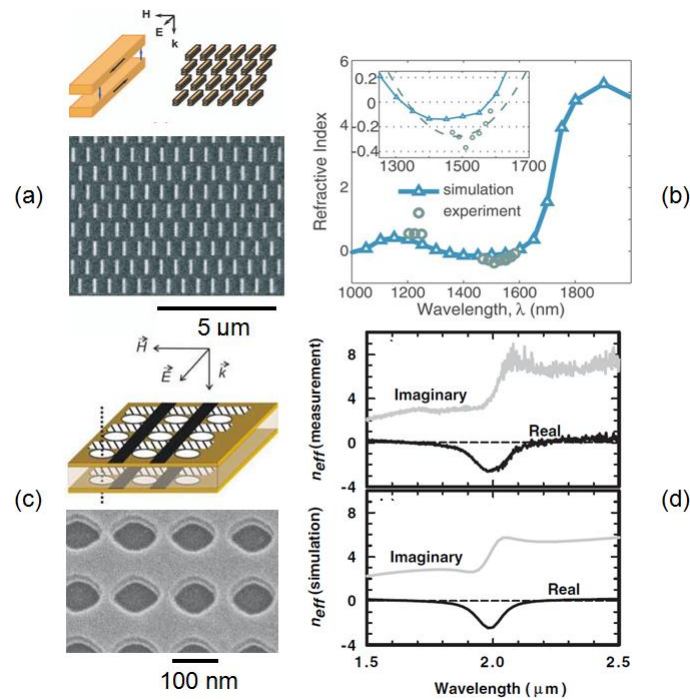 H
E
k
(a)
5 um
6
4
2
0
Refractive Index
0.2
0
-0.2
-0.4
1300
1500
1700
simulation
experiment
1000
1200
1400
1600
1800
Wavelength, λ (nm)
(b)
H
E
k
(c)
100 nm
8
4
0
-4
n_eff (measurement)
Imaginary
Real
8
4
0
-4
n_eff (simulation)
Imaginary
Real
1.5
2.0
2.5
Wavelength (μm)
(d)